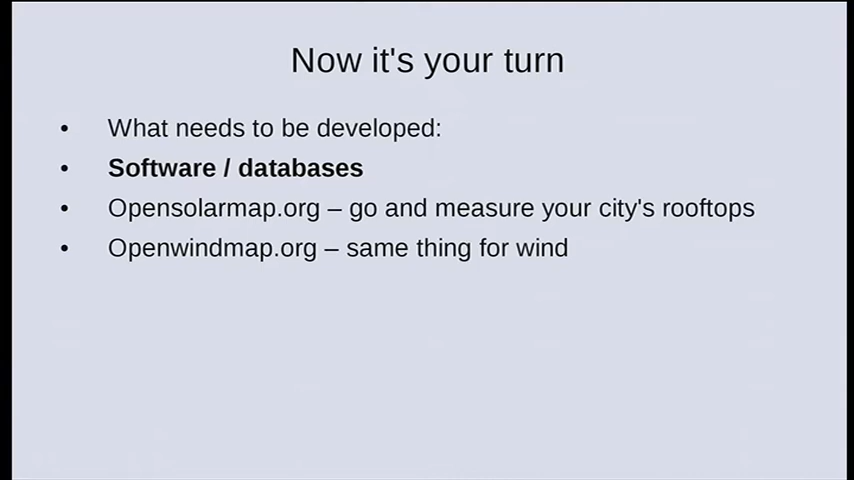 Now it's your turn
• What needs to be developed:
• Software / databases
• Opensolarmap.org – go and measure your city's rooftops
• Openwindmap.org – same thing for wind